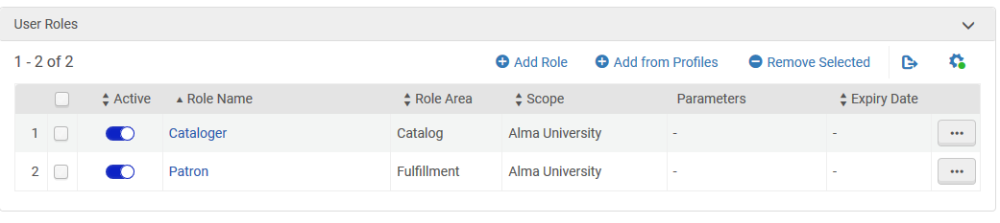 User Roles
1 - 2 of 2 Add Role Add from Profiles Remove Selected
Active Role Name Role Area Scope Parameters Expiry Date
1 Cataloger Catalog Alma University - -
2 Patron Fulfillment Alma University - -